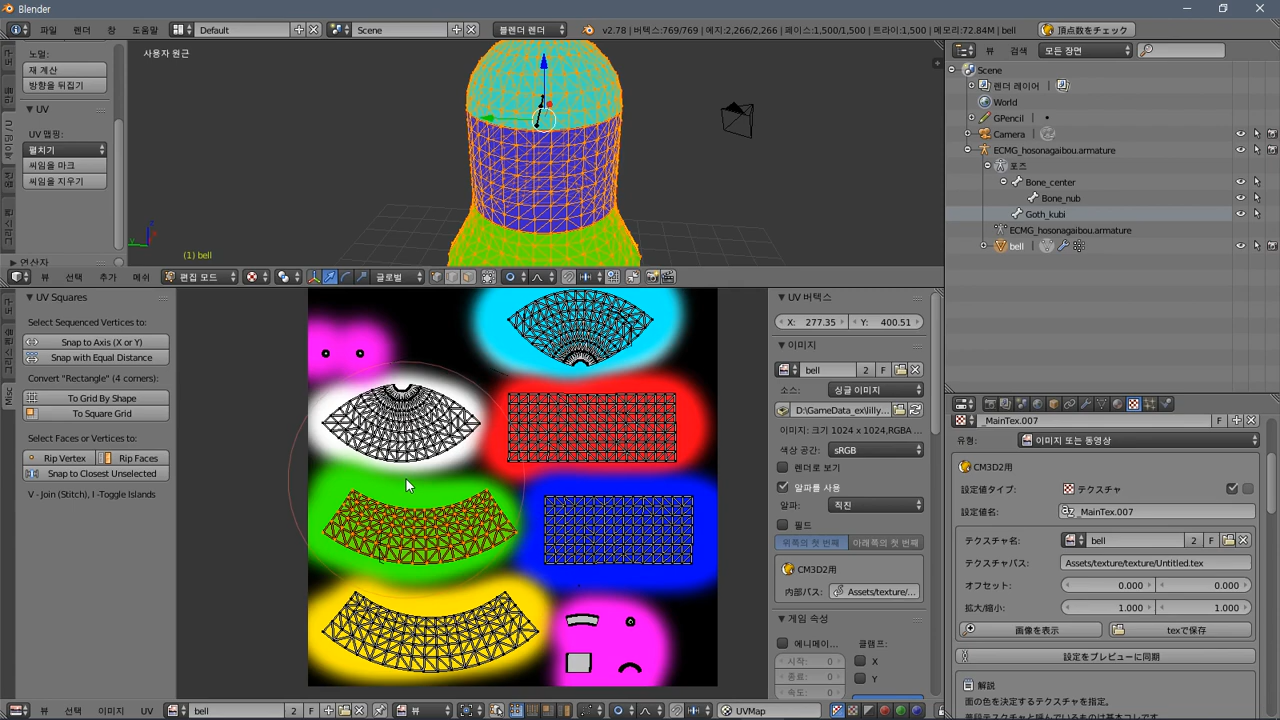 Blender
파일
렌더
창
도움말
Default
Scene
블렌더 렌더
v2.78 | 버텍스:769/769 | 에지:2,266/2,266 | 페이스:1,500/1,500 | 트라이:1,500 | 메모리:72.84M | 벨
頂点数をチェック
노멀:
재 계산
방향을 뒤집기
UV
UV 맵핑:
펼치기
씨임을 마크
씨임을 지우기
연산자
사용자 원근
(1) bell
뷰
선택
추가
메쉬
편집 모드
글로벌
뷰
검색
모든 장면
Scene
렌더 레이어
World
GPencil
Camera
ECMG_hosonagaibou.armature
포즈
Bone_center
Bone_nub
Goth_kubi
ECMG_hosonagaibou.armature
bell
UV Squares
Select Sequenced Vertices to:
Snap to Axis (X or Y)
Snap with Equal Distance
Convert "Rectangle" (4 corners):
To Grid By Shape
To Square Grid
Select Faces or Vertices to:
Rip Vertex
Rip Faces
Snap to Closest Unselected
V - Join (Stitch), I -Toggle Islands
Misc
UV 버텍스
X: 277.35
Y: 400.51
이미지
bell
2
F
소스:
싱글 이미지
D:\GameData_ex\lilly...
이미지: 크기 1024 x 1024,RGBA ...
색상 공간:
sRGB
렌더로 보기
알파를 사용
알파:
직진
필드
위쪽의 첫 번째
아래쪽의 첫 번째
CM3D2用
内部パス:
Assets/texture/...
게임 속성
에니메이...
클램프:
시작: 0
종료: 0
속도: 0
X
Y
_MainTex.007
F
유형:
이미지 또는 동영상
CM3D2用
設定値タイプ:
テクスチャ
設定値名:
_MainTex.007
テクスチャ名:
bell
2
F
テクスチャパス:
Assets/texture/texture/Untitled.tex
オフセット:
0.000
0.000
拡大/縮小:
1.000
1.000
画像を表示
texで保存
設定をプレビューに同期
解説
面の色を決定するテクスチャを指定。
뷰
선택
이미지
UV
bell
2
F
뷰
UVMap